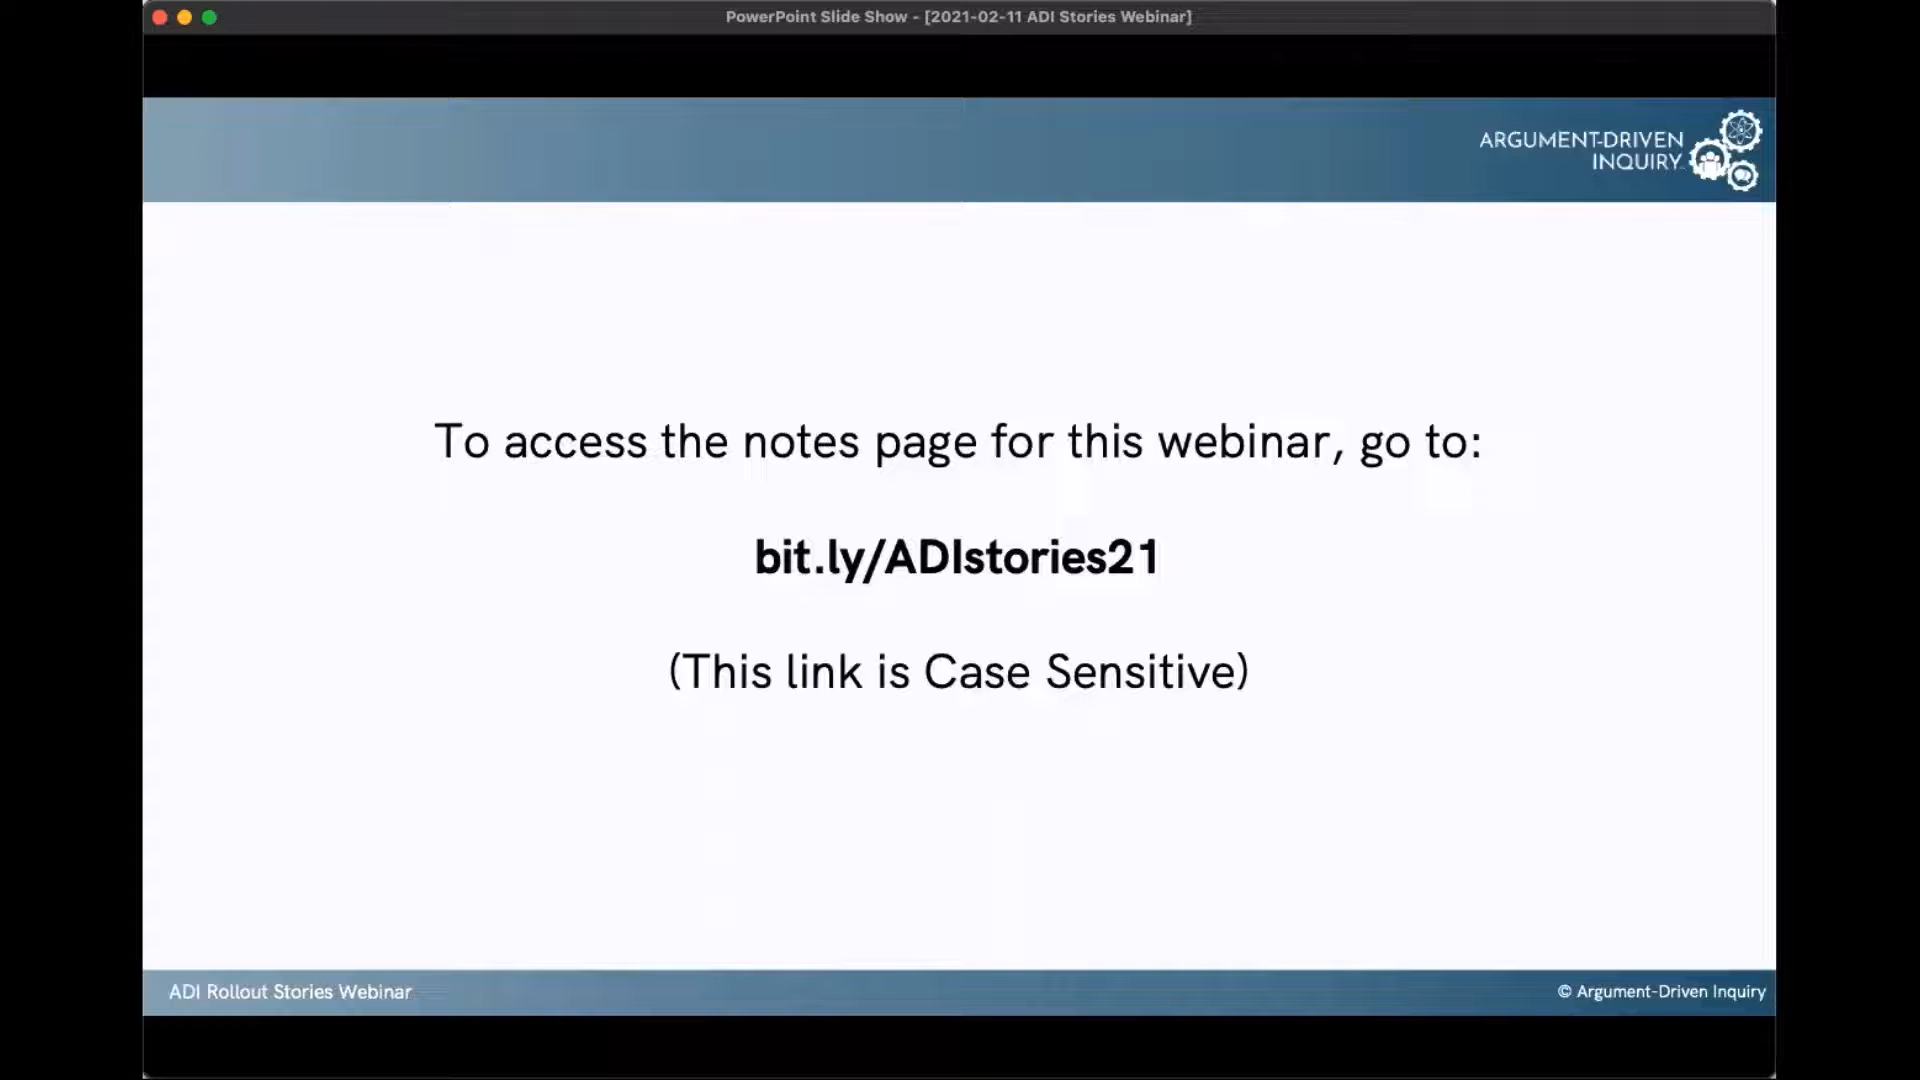 PowerPoint Slide Show - [2021-02-11 ADI Stories Webinar]
ARGUMENT-DRIVEN
INQUIRY
To access the notes page for this webinar, go to:
bit.ly/ADIstories21
(This link is Case Sensitive)
ADI Rollout Stories Webinar
© Argument-Driven Inquiry